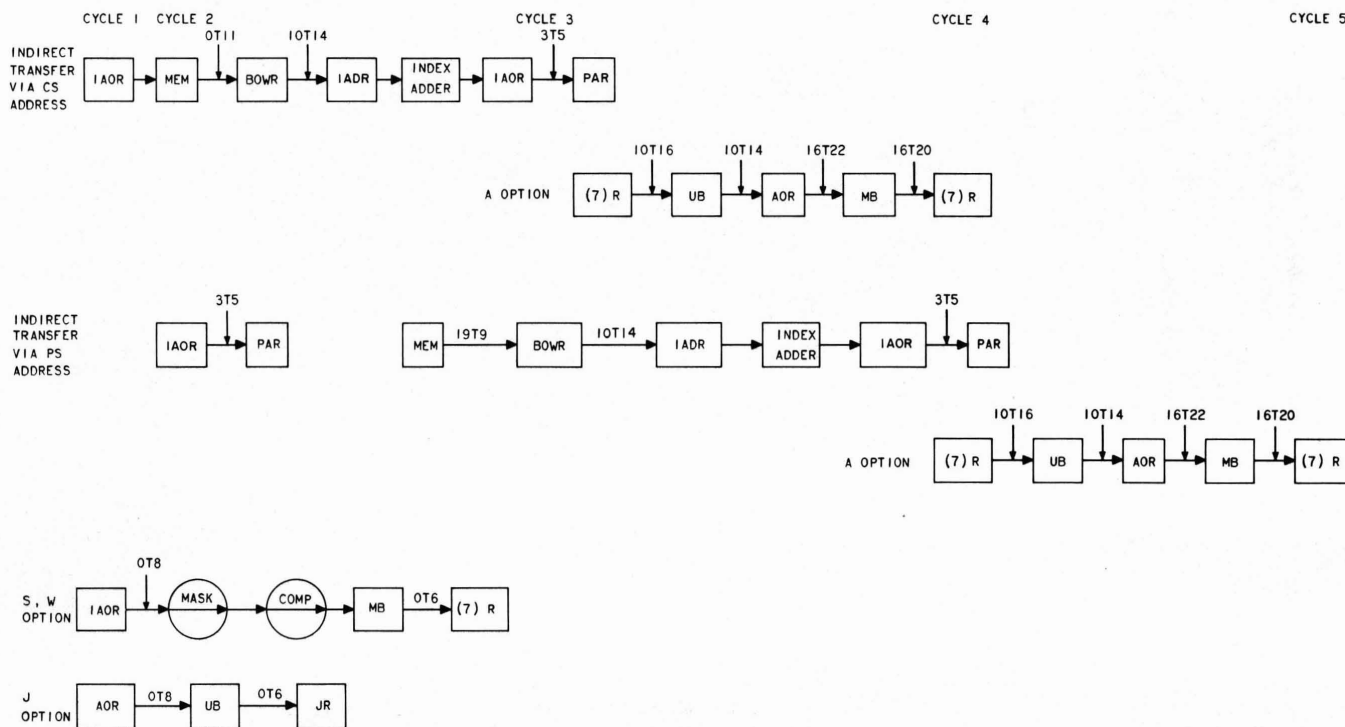 CYCLE 1 CYCLE 2 CYCLE 3 CYCLE 4 CYCLE 5
0T11 10T14 3T5
INDIRECT
TRANSFER
VIA CS
ADDRESS
IAOR MEM BOWR IADR INDEX ADDER IAOR PAR
10T16 10T14 16T22 16T20
A OPTION (7) R UB AOR MB (7) R
3T5 19T9 10T14 3T5
INDIRECT
TRANSFER
VIA PS
ADDRESS
IAOR PAR MEM BOWR IADR INDEX ADDER IAOR PAR
10T16 10T14 16T22 16T20
A OPTION (7) R UB AOR MB (7) R
0T8 0T6
S, W
OPTION
IAOR MASK COMP MB (7) R
0T8 0T6
J
OPTION
AOR UB JR